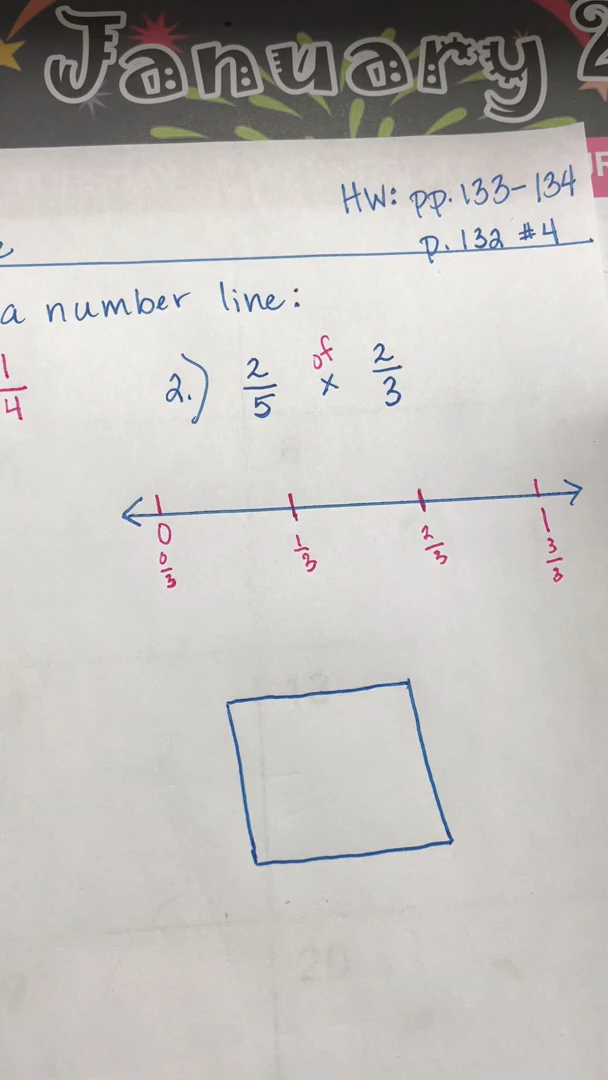 January 2
HW: pp. 133-134
p. 132 #4
a number line:
1/4
2.) 2/5 of x 2/3
0 1/3 2/3 1
0/3 3/3